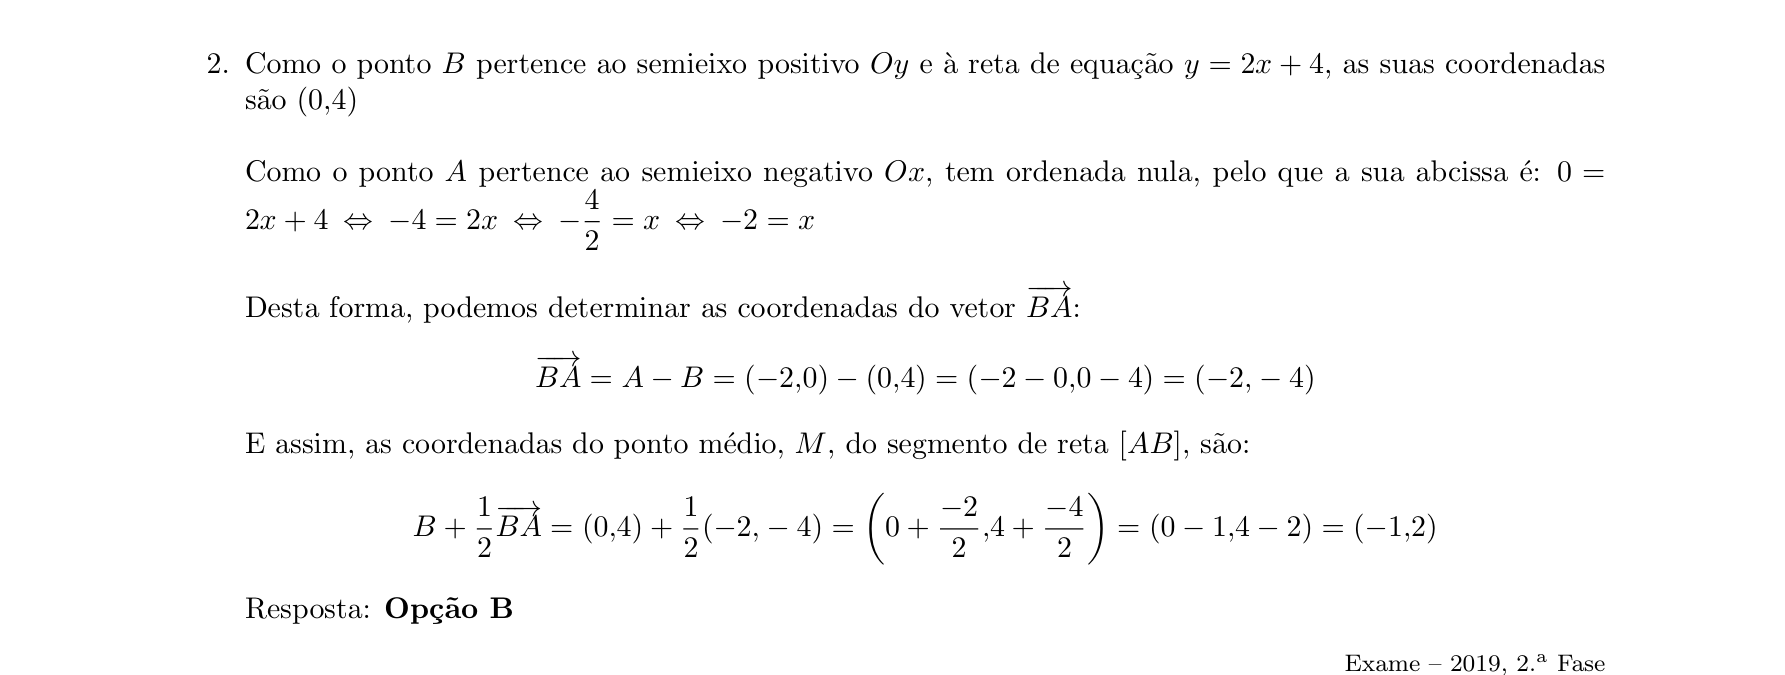 2. Como o ponto B pertence ao semieixo positivo Oy e à reta de equação y = 2x + 4, as suas coordenadas
são (0,4)
Como o ponto A pertence ao semieixo negativo Ox, tem ordenada nula, pelo que a sua abcissa é: 0 =
2x + 4 ⇔ −4 = 2x ⇔ −\frac{4}{2} = x ⇔ −2 = x
Desta forma, podemos determinar as coordenadas do vetor \overrightarrow{BA}:
\overrightarrow{BA} = A − B = (−2,0) − (0,4) = (−2 − 0,0 − 4) = (−2, − 4)
E assim, as coordenadas do ponto médio, M, do segmento de reta [AB], são:
B + \frac{1}{2}\overrightarrow{BA} = (0,4) + \frac{1}{2}(−2, − 4) = \left(0 + \frac{−2}{2},4 + \frac{−4}{2}\right) = (0 − 1,4 − 2) = (−1,2)
Resposta: Opção B
Exame – 2019, 2.ª Fase